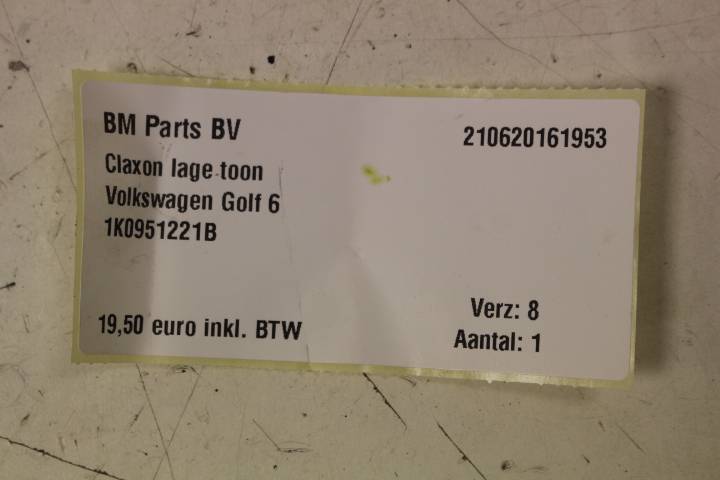 BM Parts BV
210620161953
Claxon lage toon
Volkswagen Golf 6
1K0951221B
Verz: 8
19,50 euro inkl. BTW
Aantal: 1